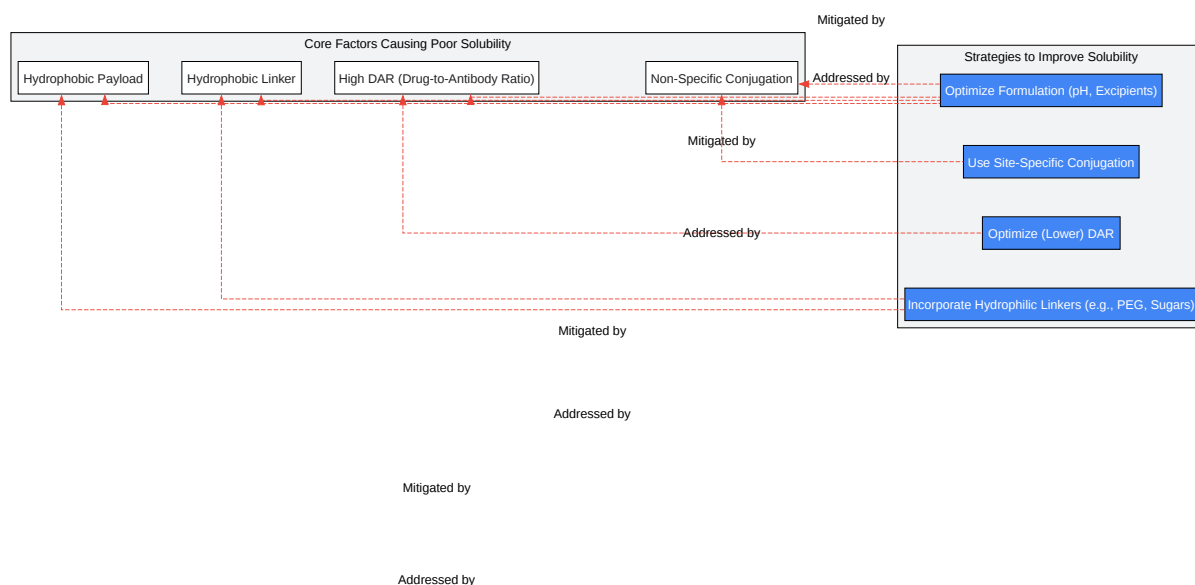 Mitigated by
Core Factors Causing Poor Solubility
Strategies to Improve Solubility
Hydrophobic Payload
Hydrophobic Linker
High DAR (Drug-to-Antibody Ratio)
Non-Specific Conjugation
Addressed by
Optimize Formulation (pH, Excipients)
Mitigated by
Use Site-Specific Conjugation
Addressed by
Optimize (Lower) DAR
Incorporate Hydrophilic Linkers (e.g., PEG, Sugars)
Mitigated by
Addressed by
Mitigated by
Addressed by